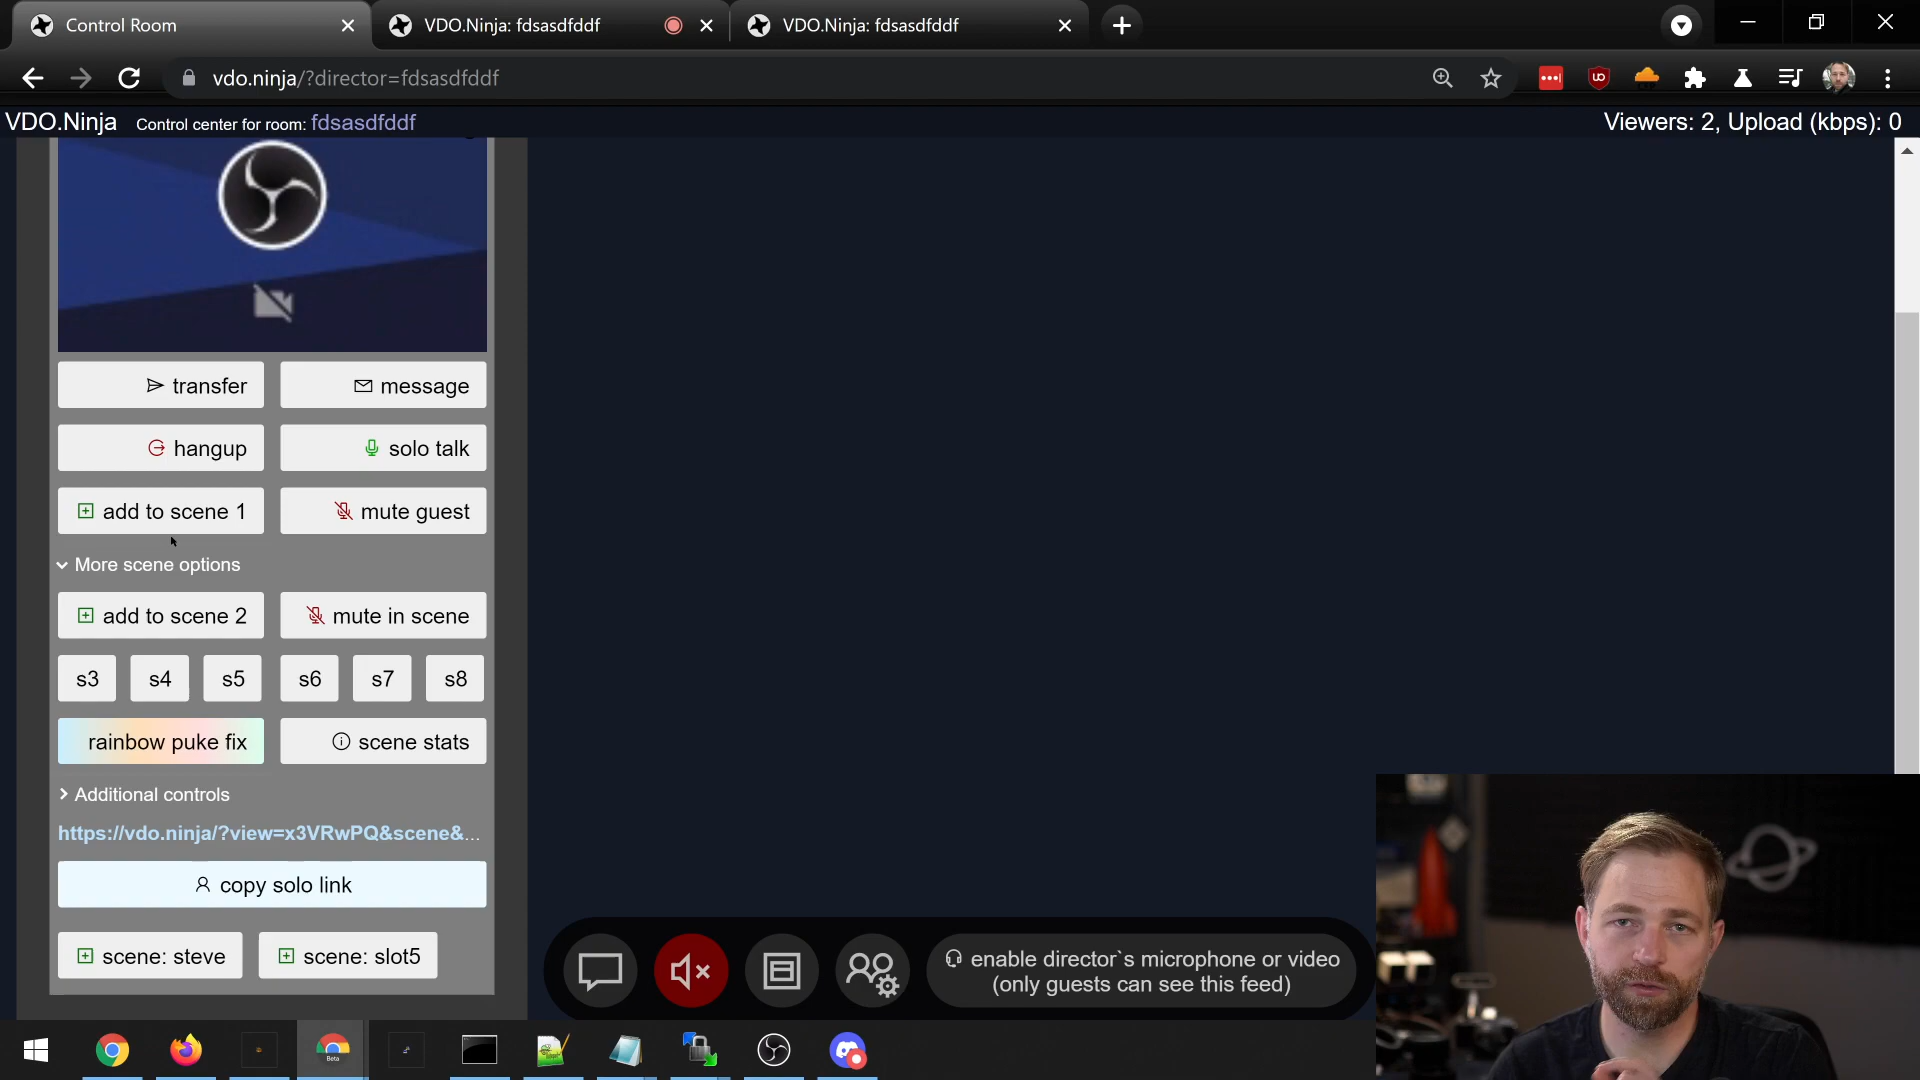 Control Room
VDO.Ninja: fdsasdfddf
VDO.Ninja: fdsasdfddf
vdo.ninja/?director=fdsasdfddf
VDO.Ninja Control center for room: fdsasdfddf
Viewers: 2, Upload (kbps): 0
transfer
message
hangup
solo talk
add to scene 1
mute guest
More scene options
add to scene 2
mute in scene
s3 s4 s5 s6 s7 s8
rainbow puke fix
scene stats
Additional controls
https://vdo.ninja/?view=x3VRwPQ&scene&...
copy solo link
scene: steve
scene: slot5
enable director`s microphone or video
(only guests can see this feed)
Beta